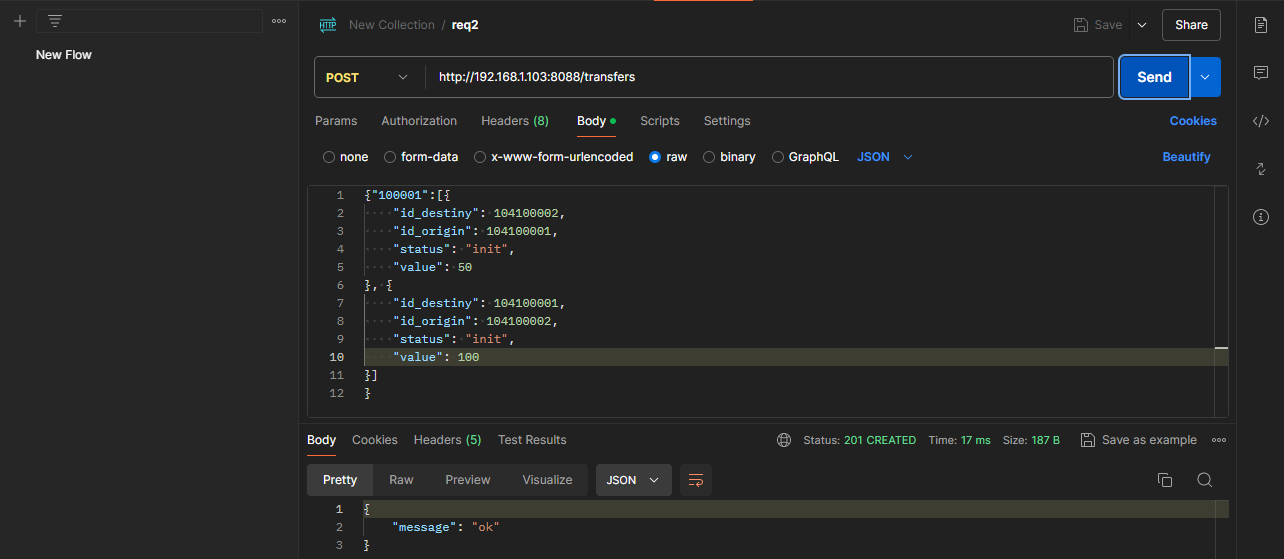 New Flow
HTTP New Collection / req2 Save Share
POST http://192.168.1.103:8088/transfers Send
Params Authorization Headers (8) Body Scripts Settings Cookies
none form-data x-www-form-urlencoded raw binary GraphQL JSON Beautify
1 {"100001":[{
2 "id_destiny": 104100002,
3 "id_origin": 104100001,
4 "status": "init",
5 "value": 50
6 }, {
7 "id_destiny": 104100001,
8 "id_origin": 104100002,
9 "status": "init",
10 "value": 100
11 }]
12 }
Body Cookies Headers (5) Test Results Status: 201 CREATED Time: 17 ms Size: 187 B Save as example
Pretty Raw Preview Visualize JSON
1 {
2 "message": "ok"
3 }